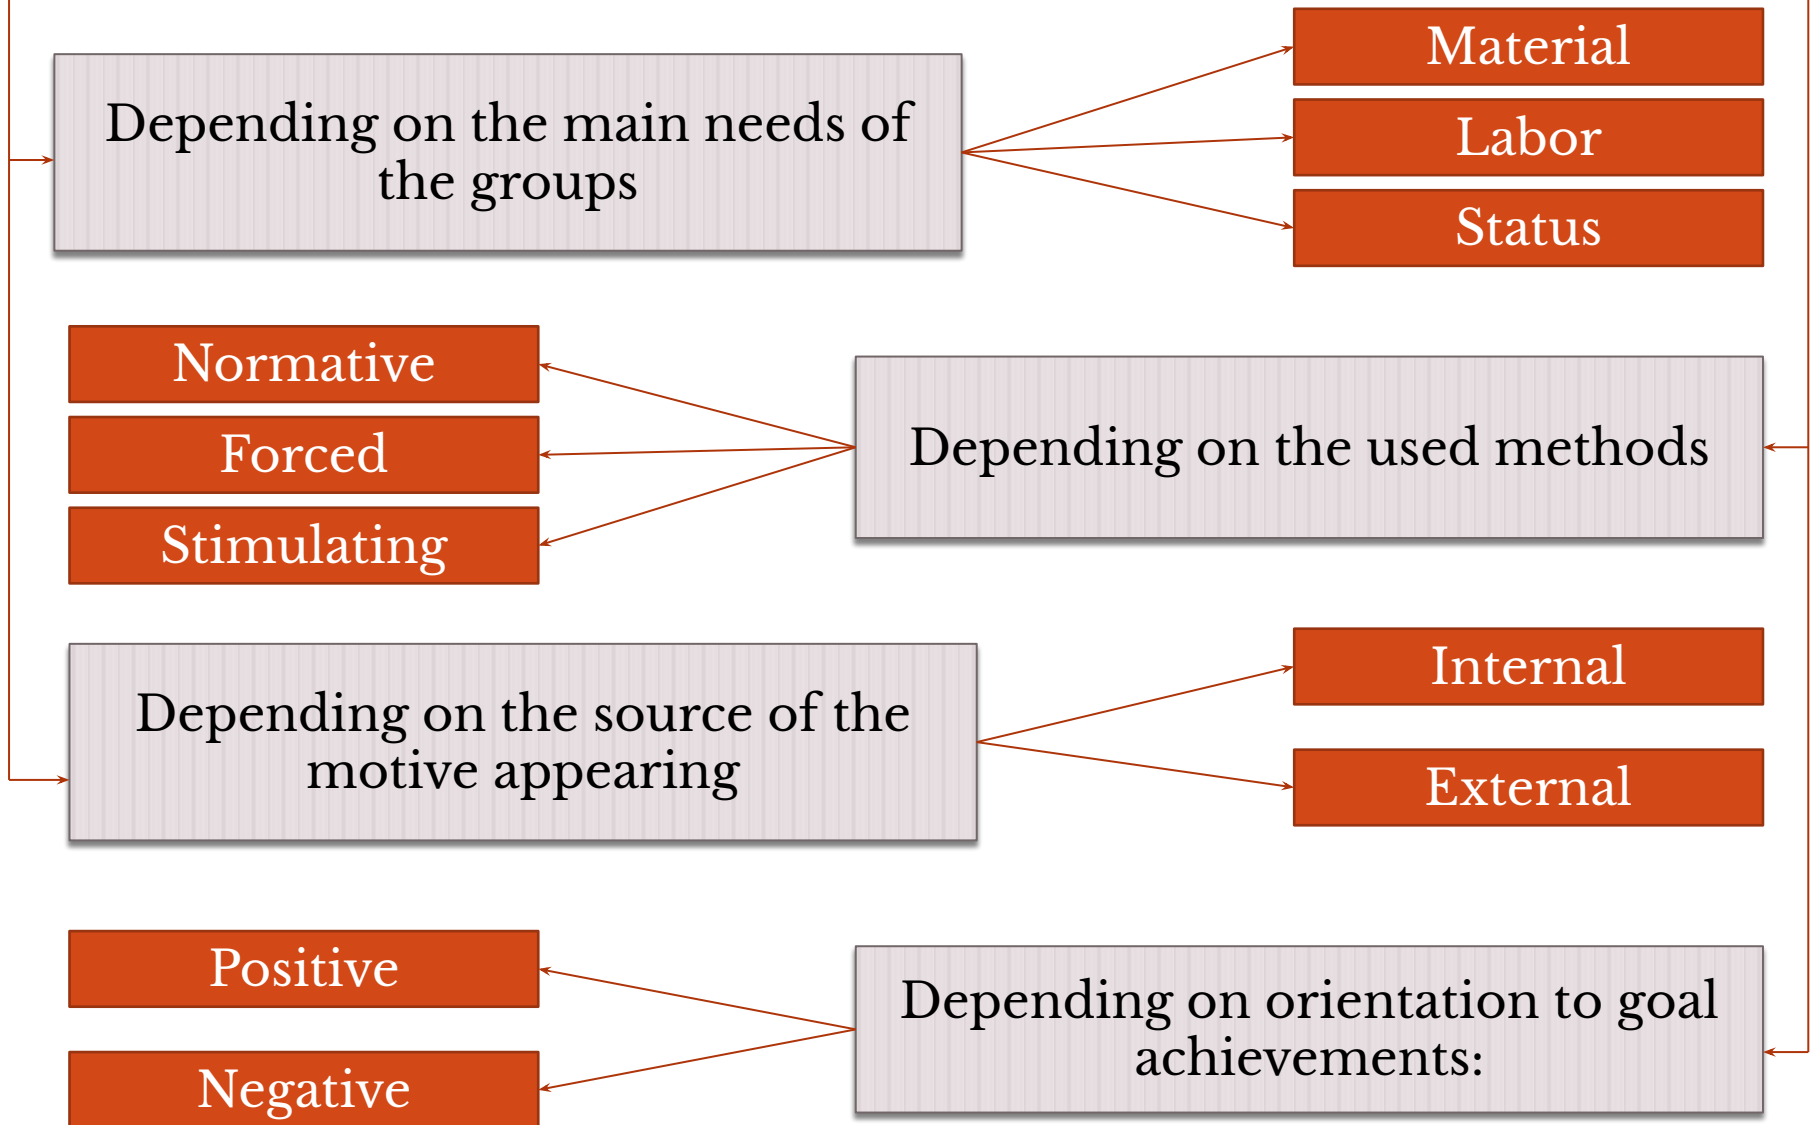 Depending on the main needs of
the groups
Material
Labor
Status
Normative
Forced
Stimulating
Depending on the used methods
Depending on the source of the
motive appearing
Internal
External
Positive
Negative
Depending on orientation to goal
achievements: